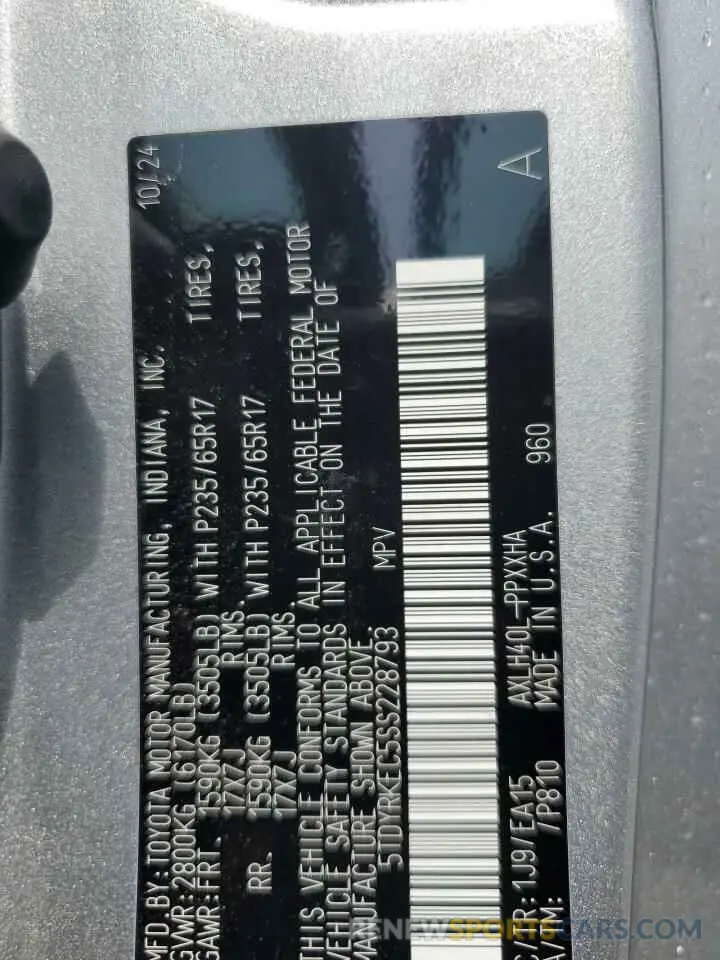 MFD.BY:TOYOTA MOTOR MANUFACTURING, INDIANA, INC. 10/24
GVWR:2800KG (6170LB)
GAWR:FRT. 1590KG (3505LB) WITH P235/65R17 TIRES,
17X7J RIMS.
RR. 1590KG (3505LB) WITH P235/65R17 TIRES,
17X7J RIMS.
THIS VEHICLE CONFORMS TO ALL APPLICABLE FEDERAL MOTOR
VEHICLE SAFETY STANDARDS IN EFFECT ON THE DATE OF
MANUFACTURE SHOWN ABOVE.
5TDYRKEC5SS228793 MPV
C/TR:1J9/EA15 AXLH40L-PPXXHA
A/TM: /P810 MADE IN U.S.A. 960 A
RENEWSPORTSCARS.COM